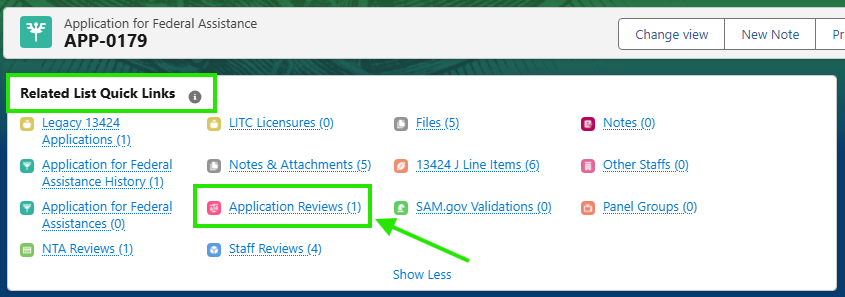 Application for Federal Assistance
APP-0179
Change view
New Note
Pr
Related List Quick Links
Legacy 13424
Applications (1)
LITC Licensures (0)
Files (5)
Notes (0)
Application for Federal
Assistance History (1)
Notes & Attachments (5)
13424 J Line Items (6)
Other Staffs (0)
Application for Federal
Assistances (0)
Application Reviews (1)
SAM.gov Validations (0)
Panel Groups (0)
NTA Reviews (1)
Staff Reviews (4)
Show Less